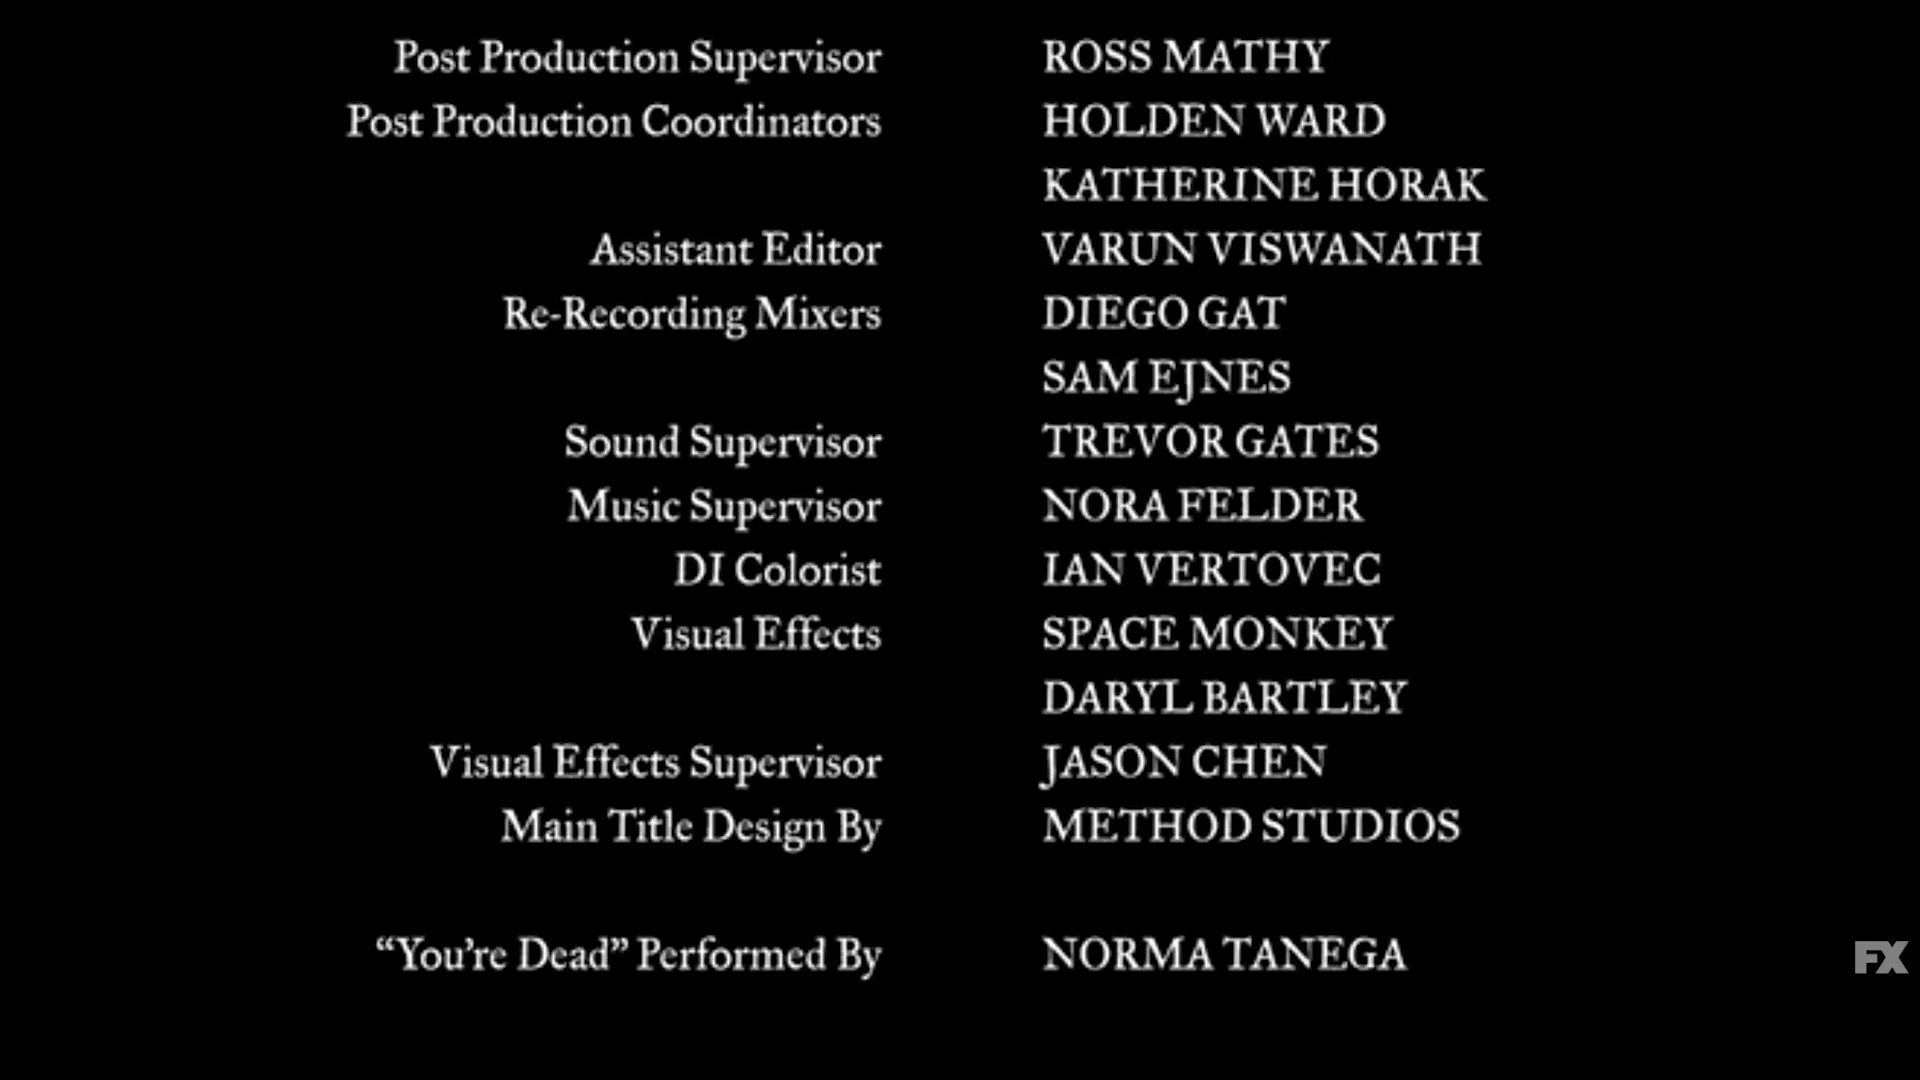 Post Production Supervisor ROSS MATHY
Post Production Coordinators HOLDEN WARD
KATHERINE HORAK
Assistant Editor VARUN VISWANATH
Re-Recording Mixers DIEGO GAT
SAM EJNES
Sound Supervisor TREVOR GATES
Music Supervisor NORA FELDER
DI Colorist IAN VERTOVEC
Visual Effects SPACE MONKEY
DARYL BARTLEY
Visual Effects Supervisor JASON CHEN
Main Title Design By METHOD STUDIOS
“You’re Dead” Performed By NORMA TANEGA
FX